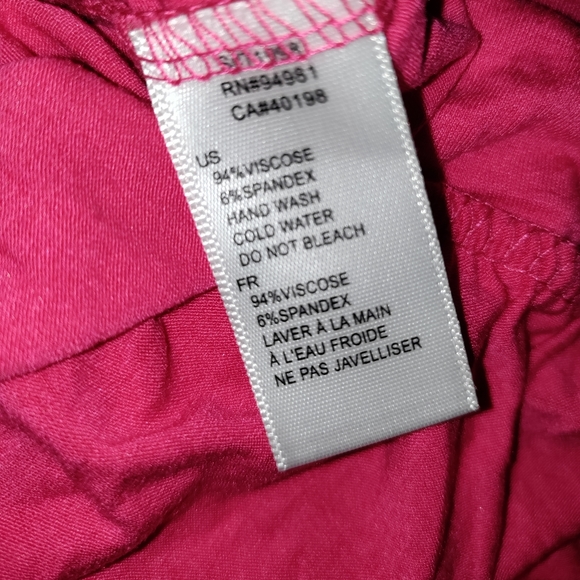 RN#94981
CA#40198
US
94%VISCOSE
6%SPANDEX
HAND WASH
COLD WATER
DO NOT BLEACH
FR
94%VISCOSE
6%SPANDEX
LAVER À LA MAIN
À L'EAU FROIDE
NE PAS JAVELLISER